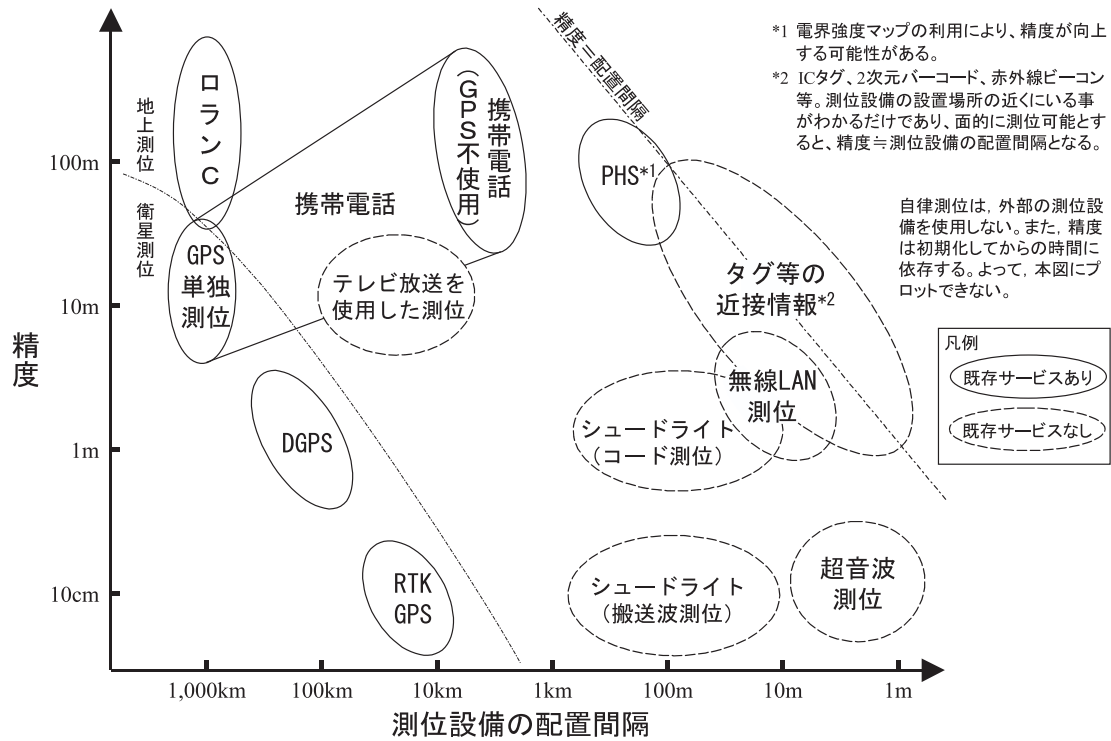 精度＝配置間隔
*1 電界強度マップの利用により、精度が向上
する可能性がある。
*2 ICタグ、2次元バーコード、赤外線ビーコン
等。測位設備の設置場所の近くにいる事
がわかるだけであり、面的に測位可能とす
ると、精度≒測位設備の配置間隔となる。
自律測位は，外部の測位設
備を使用しない。また，精度
は初期化してからの時間に
依存する。よって，本図にプ
ロットできない。
凡例
既存サービスあり
既存サービスなし
地上測位
衛星測位
ロランC
携帯電話
(GPS不使用)
携帯電話
PHS*1
GPS
単独
測位
テレビ放送を
使用した測位
タグ等の
近接情報*2
無線LAN
測位
DGPS
シュードライト
（コード測位）
RTK
GPS
シュードライト
（搬送波測位）
超音波
測位
精度
100m
10m
1m
10cm
1,000km
100km
10km
1km
100m
10m
1m
測位設備の配置間隔